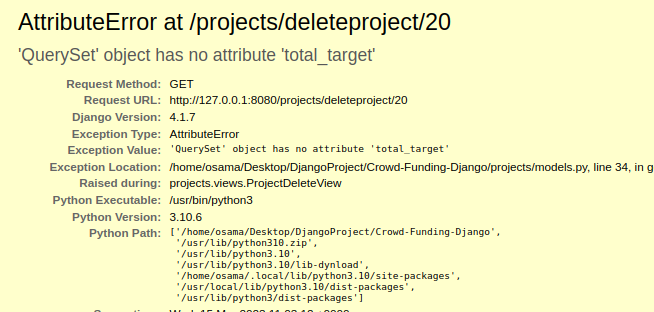 AttributeError at /projects/deleteproject/20
'QuerySet' object has no attribute 'total_target'
Request Method: GET
Request URL: http://127.0.0.1:8080/projects/deleteproject/20
Django Version: 4.1.7
Exception Type: AttributeError
Exception Value: 'QuerySet' object has no attribute 'total_target'
Exception Location: /home/osama/Desktop/DjangoProject/Crowd-Funding-Django/projects/models.py, line 34, in g
Raised during: projects.views.ProjectDeleteView
Python Executable: /usr/bin/python3
Python Version: 3.10.6
Python Path: ['/home/osama/Desktop/DjangoProject/Crowd-Funding-Django',
'/usr/lib/python310.zip',
'/usr/lib/python3.10',
'/usr/lib/python3.10/lib-dynload',
'/home/osama/.local/lib/python3.10/site-packages',
'/usr/local/lib/python3.10/dist-packages',
'/usr/lib/python3/dist-packages']